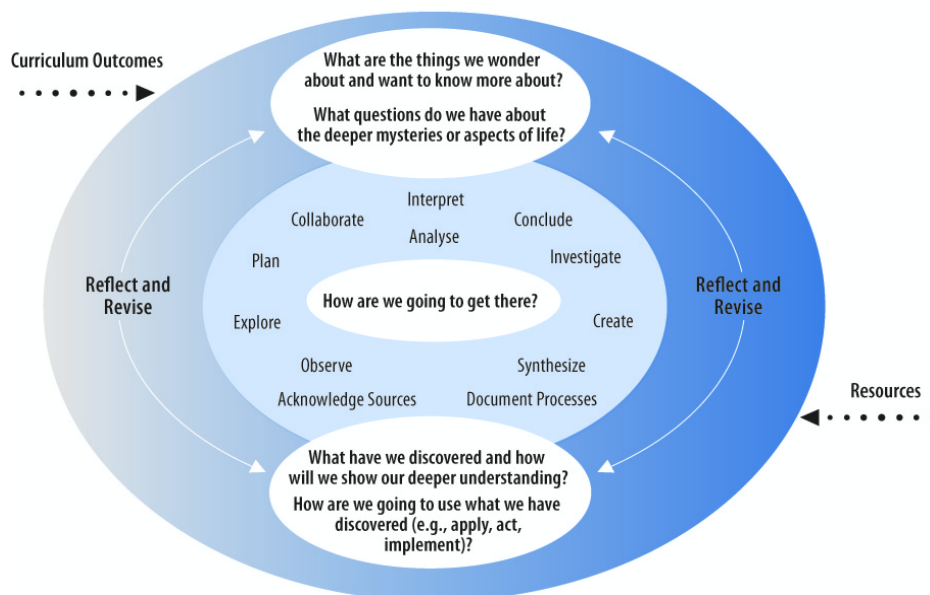 Curriculum Outcomes
What are the things we wonder
about and want to know more about?
What questions do we have about
the deeper mysteries or aspects of life?
Interpret
Collaborate
Conclude
Analyse
Plan
Investigate
Reflect and
Revise
How are we going to get there?
Reflect and
Revise
Explore
Create
Observe
Synthesize
Acknowledge Sources
Document Processes
Resources
What have we discovered and how
will we show our deeper understanding?
How are we going to use what we have
discovered (e.g., apply, act,
implement)?